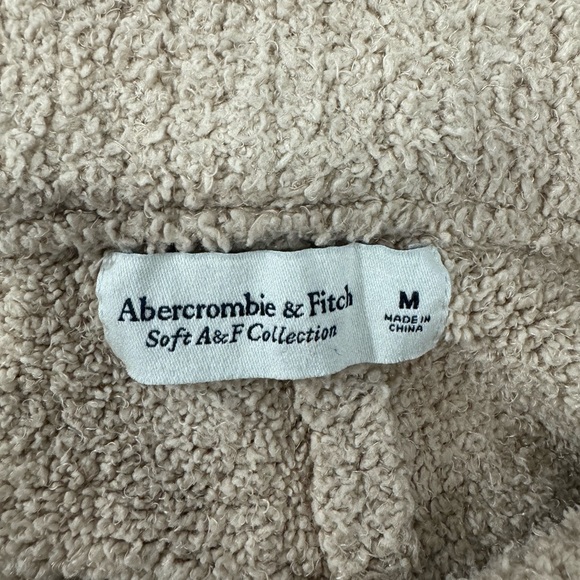 Abercrombie & Fitch
Soft A&F Collection
M
MADE IN
CHINA